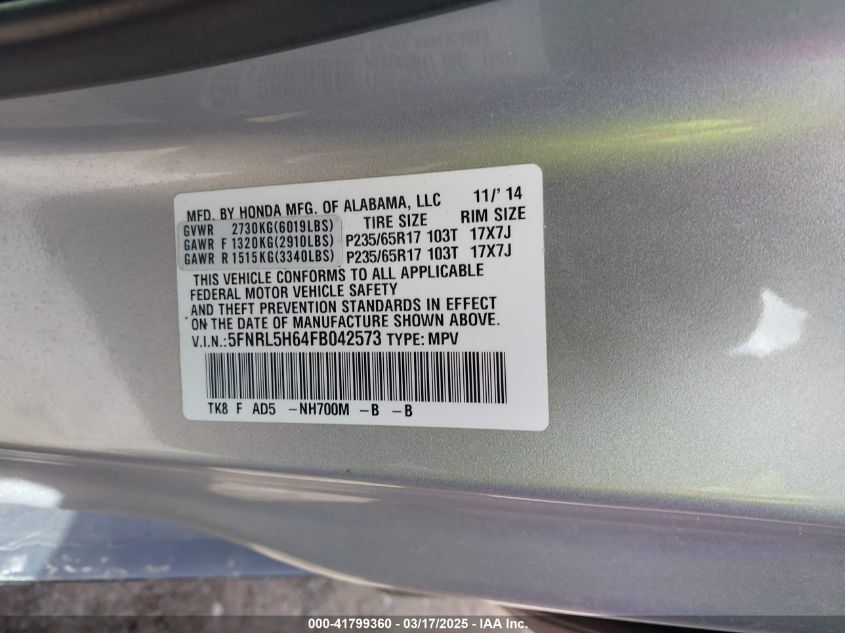 MFD. BY HONDA MFG. OF ALABAMA, LLC 11/' 14
GVWR 2730KG(6019LBS) TIRE SIZE RIM SIZE
GAWR F 1320KG(2910LBS) P235/65R17 103T 17X7J
GAWR R 1515KG(3340LBS) P235/65R17 103T 17X7J
THIS VEHICLE CONFORMS TO ALL APPLICABLE
FEDERAL MOTOR VEHICLE SAFETY
AND THEFT PREVENTION STANDARDS IN EFFECT
ON THE DATE OF MANUFACTURE SHOWN ABOVE.
V.I.N.:5FNRL5H64FB042573 TYPE: MPV
TK8 F AD5 -NH700M -B -B
000-41799360 - 03/17/2025 - IAA Inc.